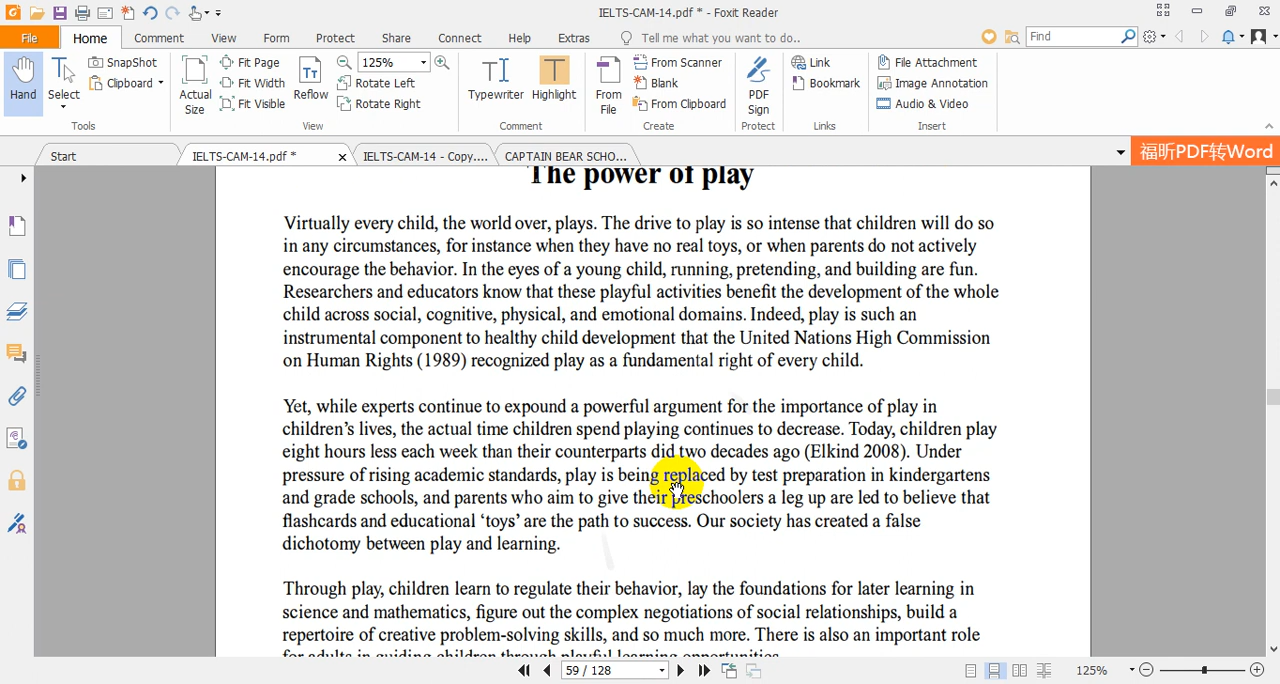 IELTS-CAM-14.pdf * - Foxit Reader
File Home Comment View Form Protect Share Connect Help Extras Tell me what you want to do.. Find
Hand Select SnapShot Clipboard Actual Size Fit Page Fit Width Fit Visible Reflow 125% Rotate Left Rotate Right Typewriter Highlight From File From Scanner Blank From Clipboard PDF Sign Link Bookmark File Attachment Image Annotation Audio & Video
Tools View Comment Create Protect Links Insert
Start IELTS-CAM-14.pdf * IELTS-CAM-14 - Copy.... CAPTAIN BEAR SCHO... 福昕PDF转Word
The power of play
Virtually every child, the world over, plays. The drive to play is so intense that children will do so
in any circumstances, for instance when they have no real toys, or when parents do not actively
encourage the behavior. In the eyes of a young child, running, pretending, and building are fun.
Researchers and educators know that these playful activities benefit the development of the whole
child across social, cognitive, physical, and emotional domains. Indeed, play is such an
instrumental component to healthy child development that the United Nations High Commission
on Human Rights (1989) recognized play as a fundamental right of every child.
Yet, while experts continue to expound a powerful argument for the importance of play in
children's lives, the actual time children spend playing continues to decrease. Today, children play
eight hours less each week than their counterparts did two decades ago (Elkind 2008). Under
pressure of rising academic standards, play is being replaced by test preparation in kindergartens
and grade schools, and parents who aim to give their preschoolers a leg up are led to believe that
flashcards and educational ‘toys’ are the path to success. Our society has created a false
dichotomy between play and learning.
Through play, children learn to regulate their behavior, lay the foundations for later learning in
science and mathematics, figure out the complex negotiations of social relationships, build a
repertoire of creative problem-solving skills, and so much more. There is also an important role
for adults in guiding children through playful learning opportunities.
59 / 128 125%